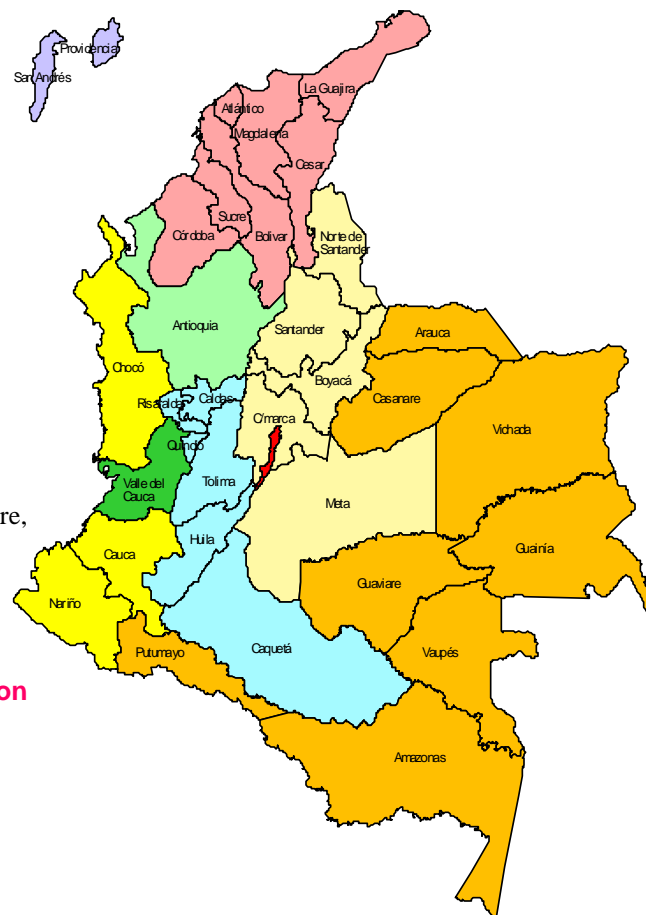 Providencia
San Andrés
La Guajira
Atlántico
Magdalena
Cesar
Sucre
Córdoba
Bolivar
Norte de
Santander
Antioquia
Santander
Arauca
Chocó
Boyacá
Risaralda
Caldas
Casanare
C/marca
Vichada
Quindio
Valle del
Cauca
Tolima
Meta
re,
Cauca
Huila
Guainía
Guaviare
Nariño
Putumayo
Caquetá
Vaupés
on
Amazonas